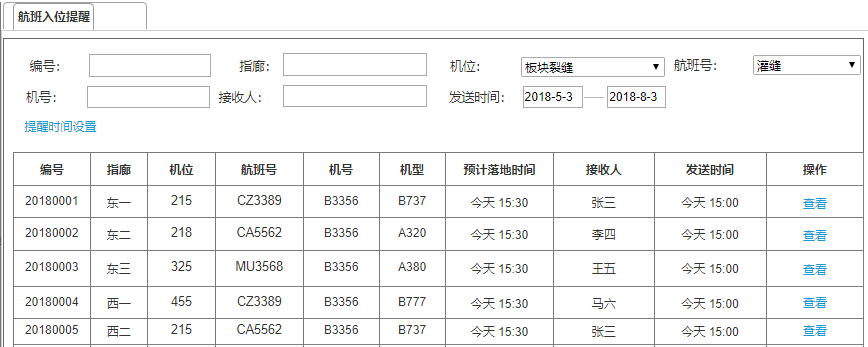 航班入位提醒
编号： 指廊： 机位： 板块裂缝 航班号： 灌缝
机号： 接收人： 发送时间： 2018-5-3 —— 2018-8-3
提醒时间设置
编号 指廊 机位 航班号 机号 机型 预计落地时间 接收人 发送时间 操作
20180001 东一 215 CZ3389 B3356 B737 今天 15:30 张三 今天 15:00 查看
20180002 东二 218 CA5562 B3356 A320 今天 15:30 李四 今天 15:00 查看
20180003 东三 325 MU3568 B3356 A380 今天 15:30 王五 今天 15:00 查看
20180004 西一 455 CZ3389 B3356 B777 今天 15:30 马六 今天 15:00 查看
20180005 西二 215 CA5562 B3356 B737 今天 15:30 张三 今天 15:00 查看